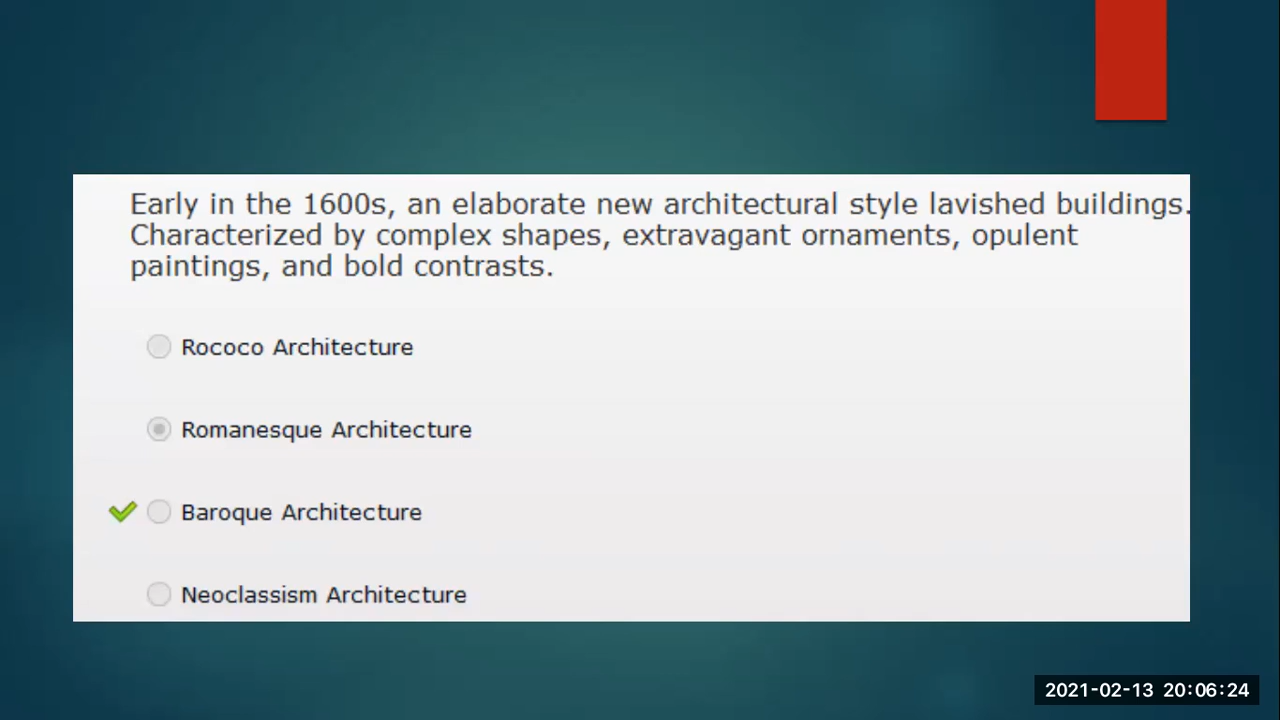 Early in the 1600s, an elaborate new architectural style lavished buildings.
Characterized by complex shapes, extravagant ornaments, opulent
paintings, and bold contrasts.
Rococo Architecture
Romanesque Architecture
Baroque Architecture
Neoclassism Architecture
2021-02-13 20:06:24